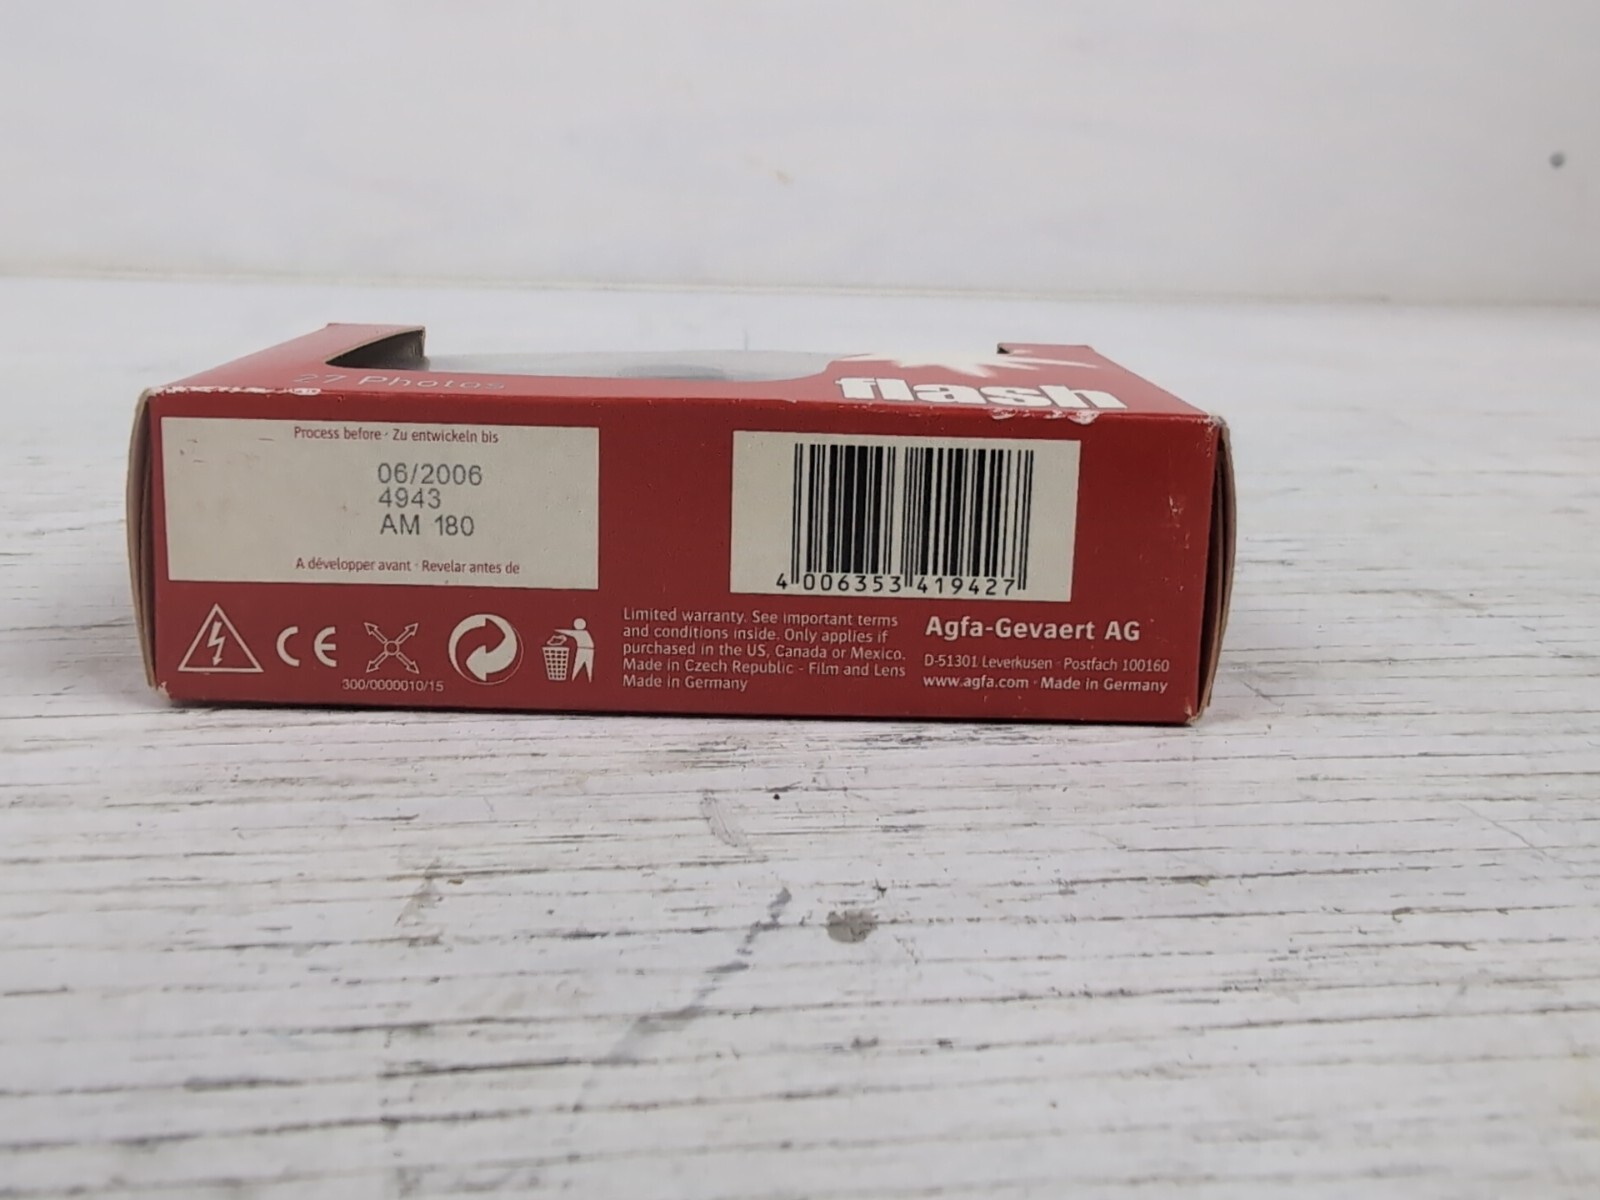 27 Photos
flash
Process before · Zu entwickeln bis
06/2006
4943
AM 180
A développer avant · Revelar antes de
4 006353 419427
CE
300/0000010/15
Limited warranty. See important terms
and conditions inside. Only applies if
purchased in the US, Canada or Mexico.
Made in Czech Republic - Film and Lens
Made in Germany
Agfa-Gevaert AG
D-51301 Leverkusen · Postfach 100160
www.agfa.com · Made in Germany